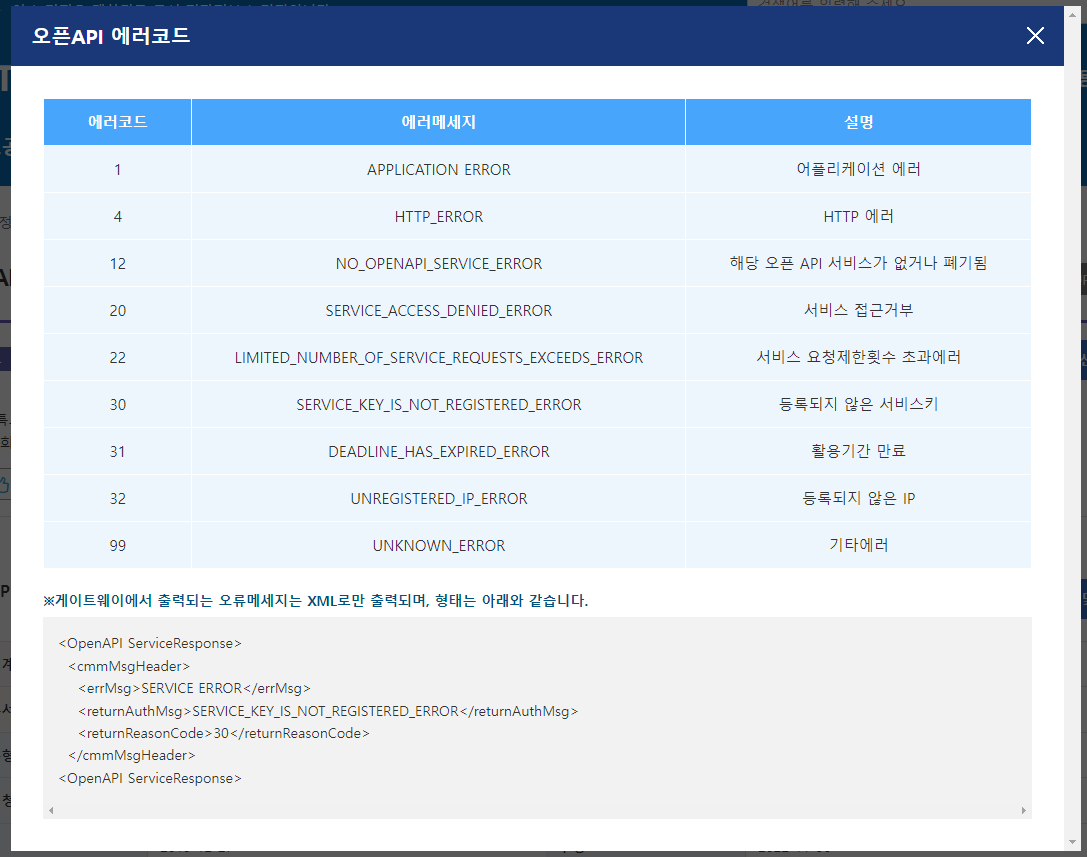 오픈API 에러코드
에러코드 에러메세지 설명
1 APPLICATION ERROR 어플리케이션 에러
4 HTTP_ERROR HTTP 에러
12 NO_OPENAPI_SERVICE_ERROR 해당 오픈 API 서비스가 없거나 폐기됨
20 SERVICE_ACCESS_DENIED_ERROR 서비스 접근거부
22 LIMITED_NUMBER_OF_SERVICE_REQUESTS_EXCEEDS_ERROR 서비스 요청제한횟수 초과에러
30 SERVICE_KEY_IS_NOT_REGISTERED_ERROR 등록되지 않은 서비스키
31 DEADLINE_HAS_EXPIRED_ERROR 활용기간 만료
32 UNREGISTERED_IP_ERROR 등록되지 않은 IP
99 UNKNOWN_ERROR 기타에러
※게이트웨이에서 출력되는 오류메세지는 XML로만 출력되며, 형태는 아래와 같습니다.
<OpenAPI ServiceResponse>
<cmmMsgHeader>
<errMsg>SERVICE ERROR</errMsg>
<returnAuthMsg>SERVICE_KEY_IS_NOT_REGISTERED_ERROR</returnAuthMsg>
<returnReasonCode>30</returnReasonCode>
</cmmMsgHeader>
<OpenAPI ServiceResponse>